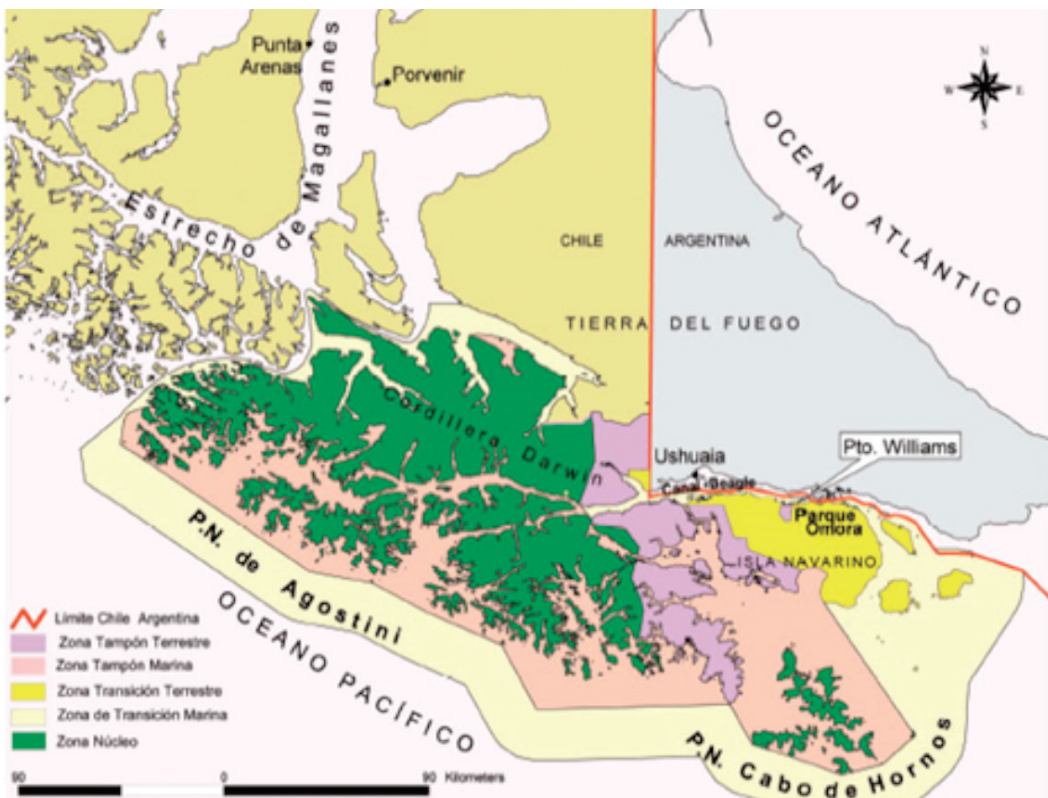 Punta
Arenas
Porvenir
Estrecho de Magallanes
N
W E
S
OCEANO ATLÁNTICO
CHILE
ARGENTINA
TIERRA DEL FUEGO
Cordillera Darwin
Ushuaia
Pto. Williams
Canal Beagle
Parque
Omora
ISLA NAVARINO
P.N. de Agostini
OCEANO PACÍFICO
P.N. Cabo de Hornos
Límite Chile Argentina
Zona Tampón Terrestre
Zona Tampón Marina
Zona Transición Terrestre
Zona de Transición Marina
Zona Núcleo
90 0 90 Kilometers